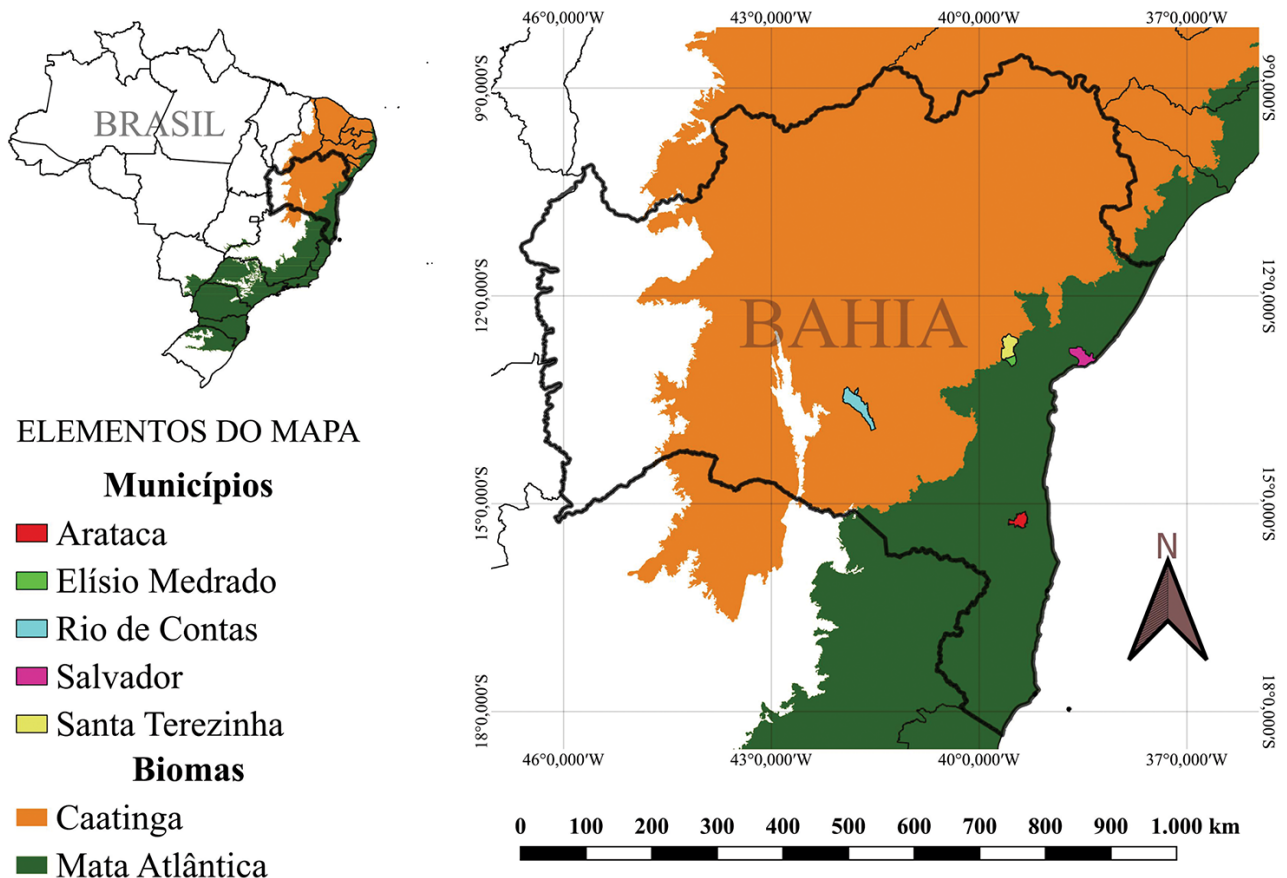 BRASIL
ELEMENTOS DO MAPA
Municípios
Arataca
Elísio Medrado
Rio de Contas
Salvador
Santa Terezinha
Biomas
Caatinga
Mata Atlântica
46°0,000′W 43°0,000′W 40°0,000′W 37°0,000′W
9°0,000′S 9°0,000′S
12°0,000′S 12°0,000′S
BAHIA
15°0,000′S 15°0,000′S
N
18°0,000′S 18°0,000′S
46°0,000′W 43°0,000′W 40°0,000′W 37°0,000′W
0 100 200 300 400 500 600 700 800 900 1.000 km